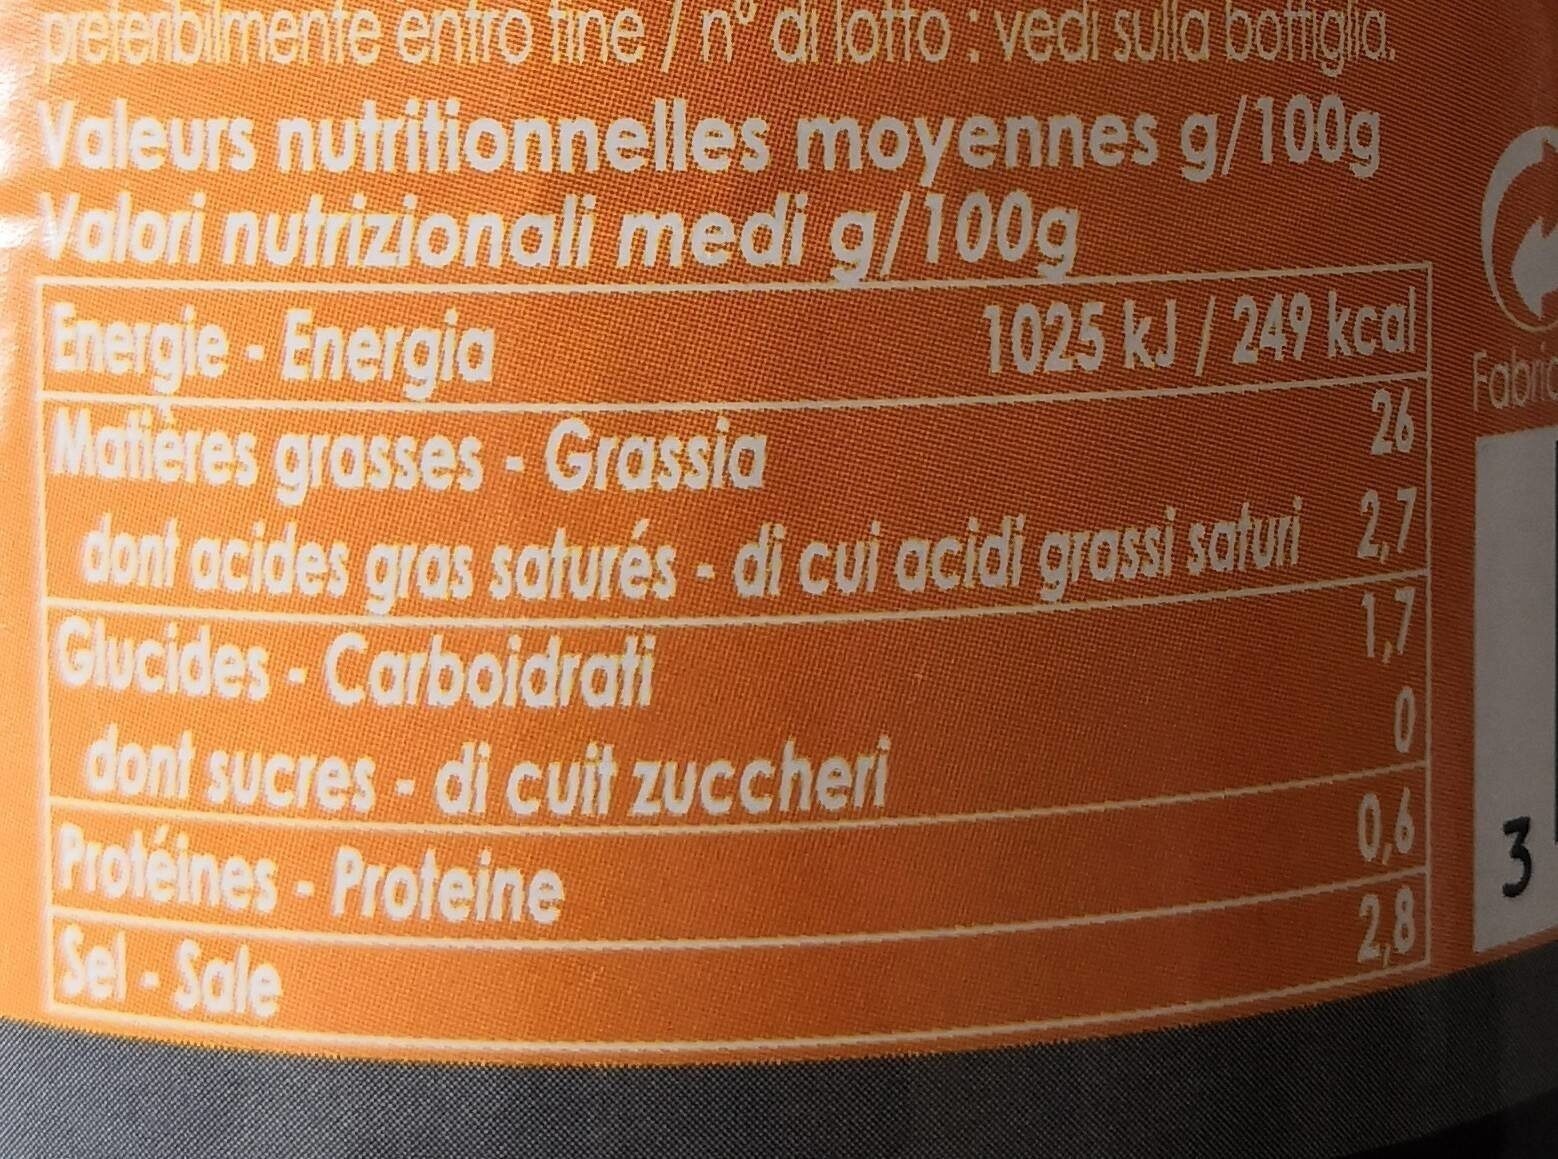 preferibilmente entro fine / n° di lotto : vedi sulla bottiglia.
Valeurs nutritionnelles moyennes g/100g
Valori nutrizionali medi g/100g
Energie - Energia 1025 kJ / 249 kcal
Matières grasses - Grassia 26
dont acides gras saturés - di cui acidi grassi saturi 2,7
Glucides - Carboidrati 1,7
dont sucres - di cuit zuccheri 0
Protéines - Proteine 0,6
Sel - Sale 2,8
3